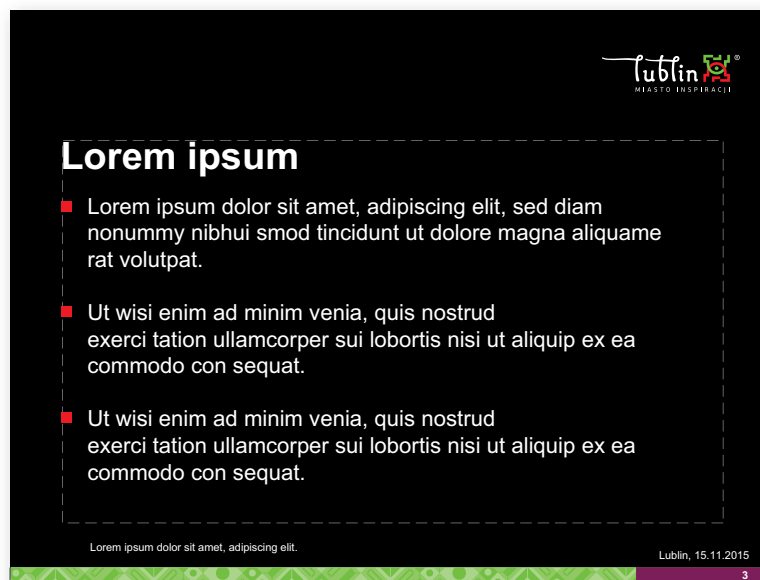 lublin ®
MIASTO INSPIRACJI
Lorem ipsum
Lorem ipsum dolor sit amet, adipiscing elit, sed diam
nonummy nibhui smod tincidunt ut dolore magna aliquame
rat volutpat.
Ut wisi enim ad minim venia, quis nostrud
exerci tation ullamcorper sui lobortis nisi ut aliquip ex ea
commodo con sequat.
Ut wisi enim ad minim venia, quis nostrud
exerci tation ullamcorper sui lobortis nisi ut aliquip ex ea
commodo con sequat.
Lorem ipsum dolor sit amet, adipiscing elit.
Lublin, 15.11.2015
3